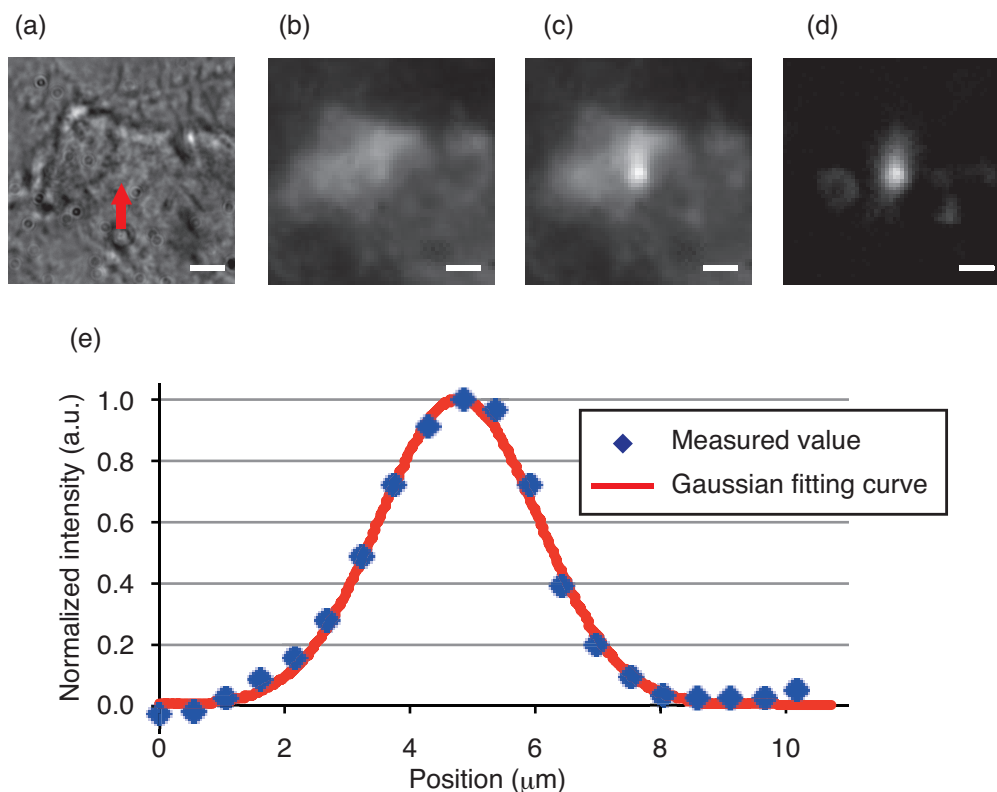 (a)
(b)
(c)
(d)
(e)
Normalized intensity (a.u.)
1.0
0.8
0.6
0.4
0.2
0.0
0
2
4
6
8
10
Position (μm)
Measured value
Gaussian fitting curve